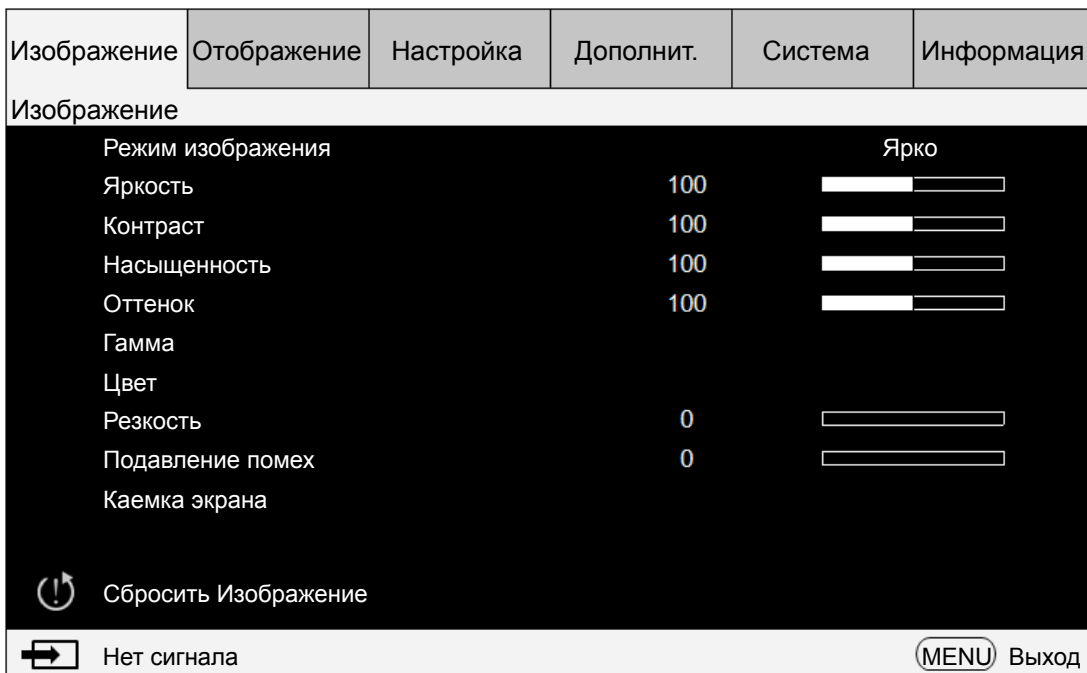 Изображение Отображение Настройка Дополнит. Система Информация
Изображение
Режим изображения Ярко
Яркость 100
Контраст 100
Насыщенность 100
Оттенок 100
Гамма
Цвет
Резкость 0
Подавление помех 0
Каемка экрана
Сбросить Изображение
Нет сигнала MENU Выход